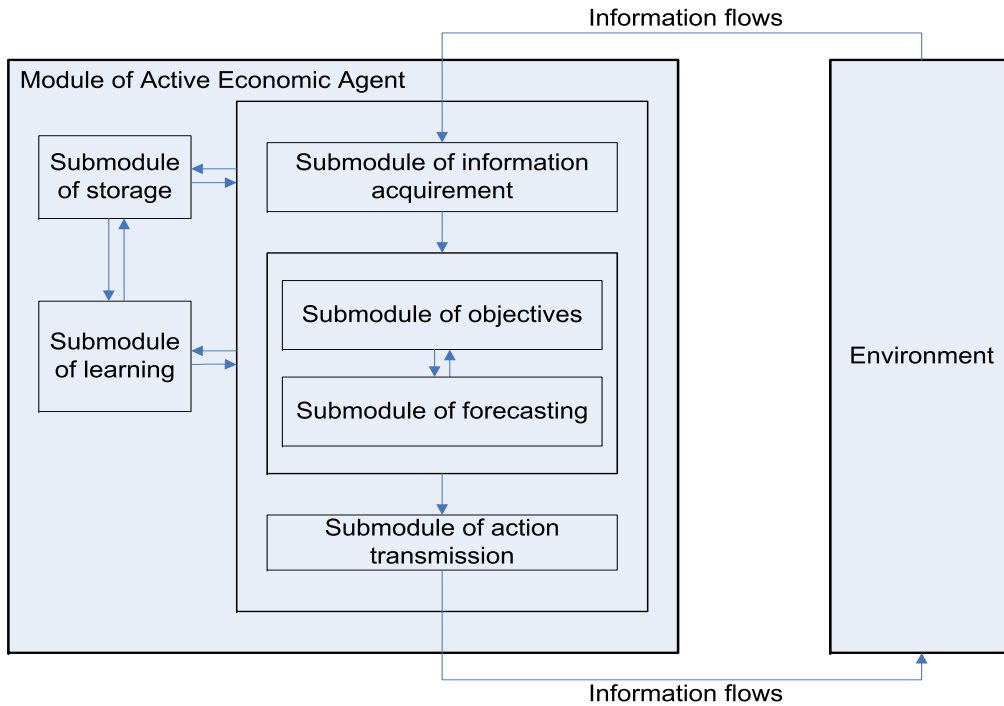 Information flows
Module of Active Economic Agent
Submodule
of storage
Submodule of information
acquirement
Submodule of objectives
Submodule
of learning
Environment
Submodule of forecasting
Submodule of action
transmission
Information flows